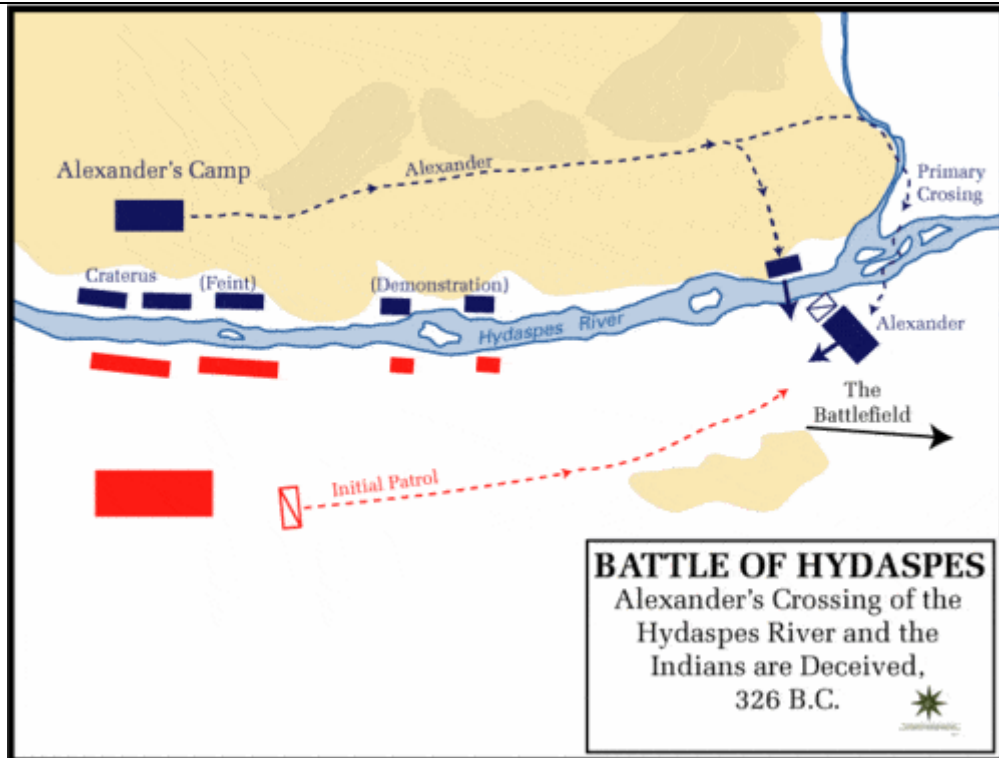 Alexander's Camp
Alexander
Primary
Crosing
Craterus
(Feint)
(Demonstration)
Hydaspes River
Alexander
The
Battlefield
Initial Patrol
BATTLE OF HYDASPES
Alexander's Crossing of the
Hydaspes River and the
Indians are Deceived,
326 B.C.